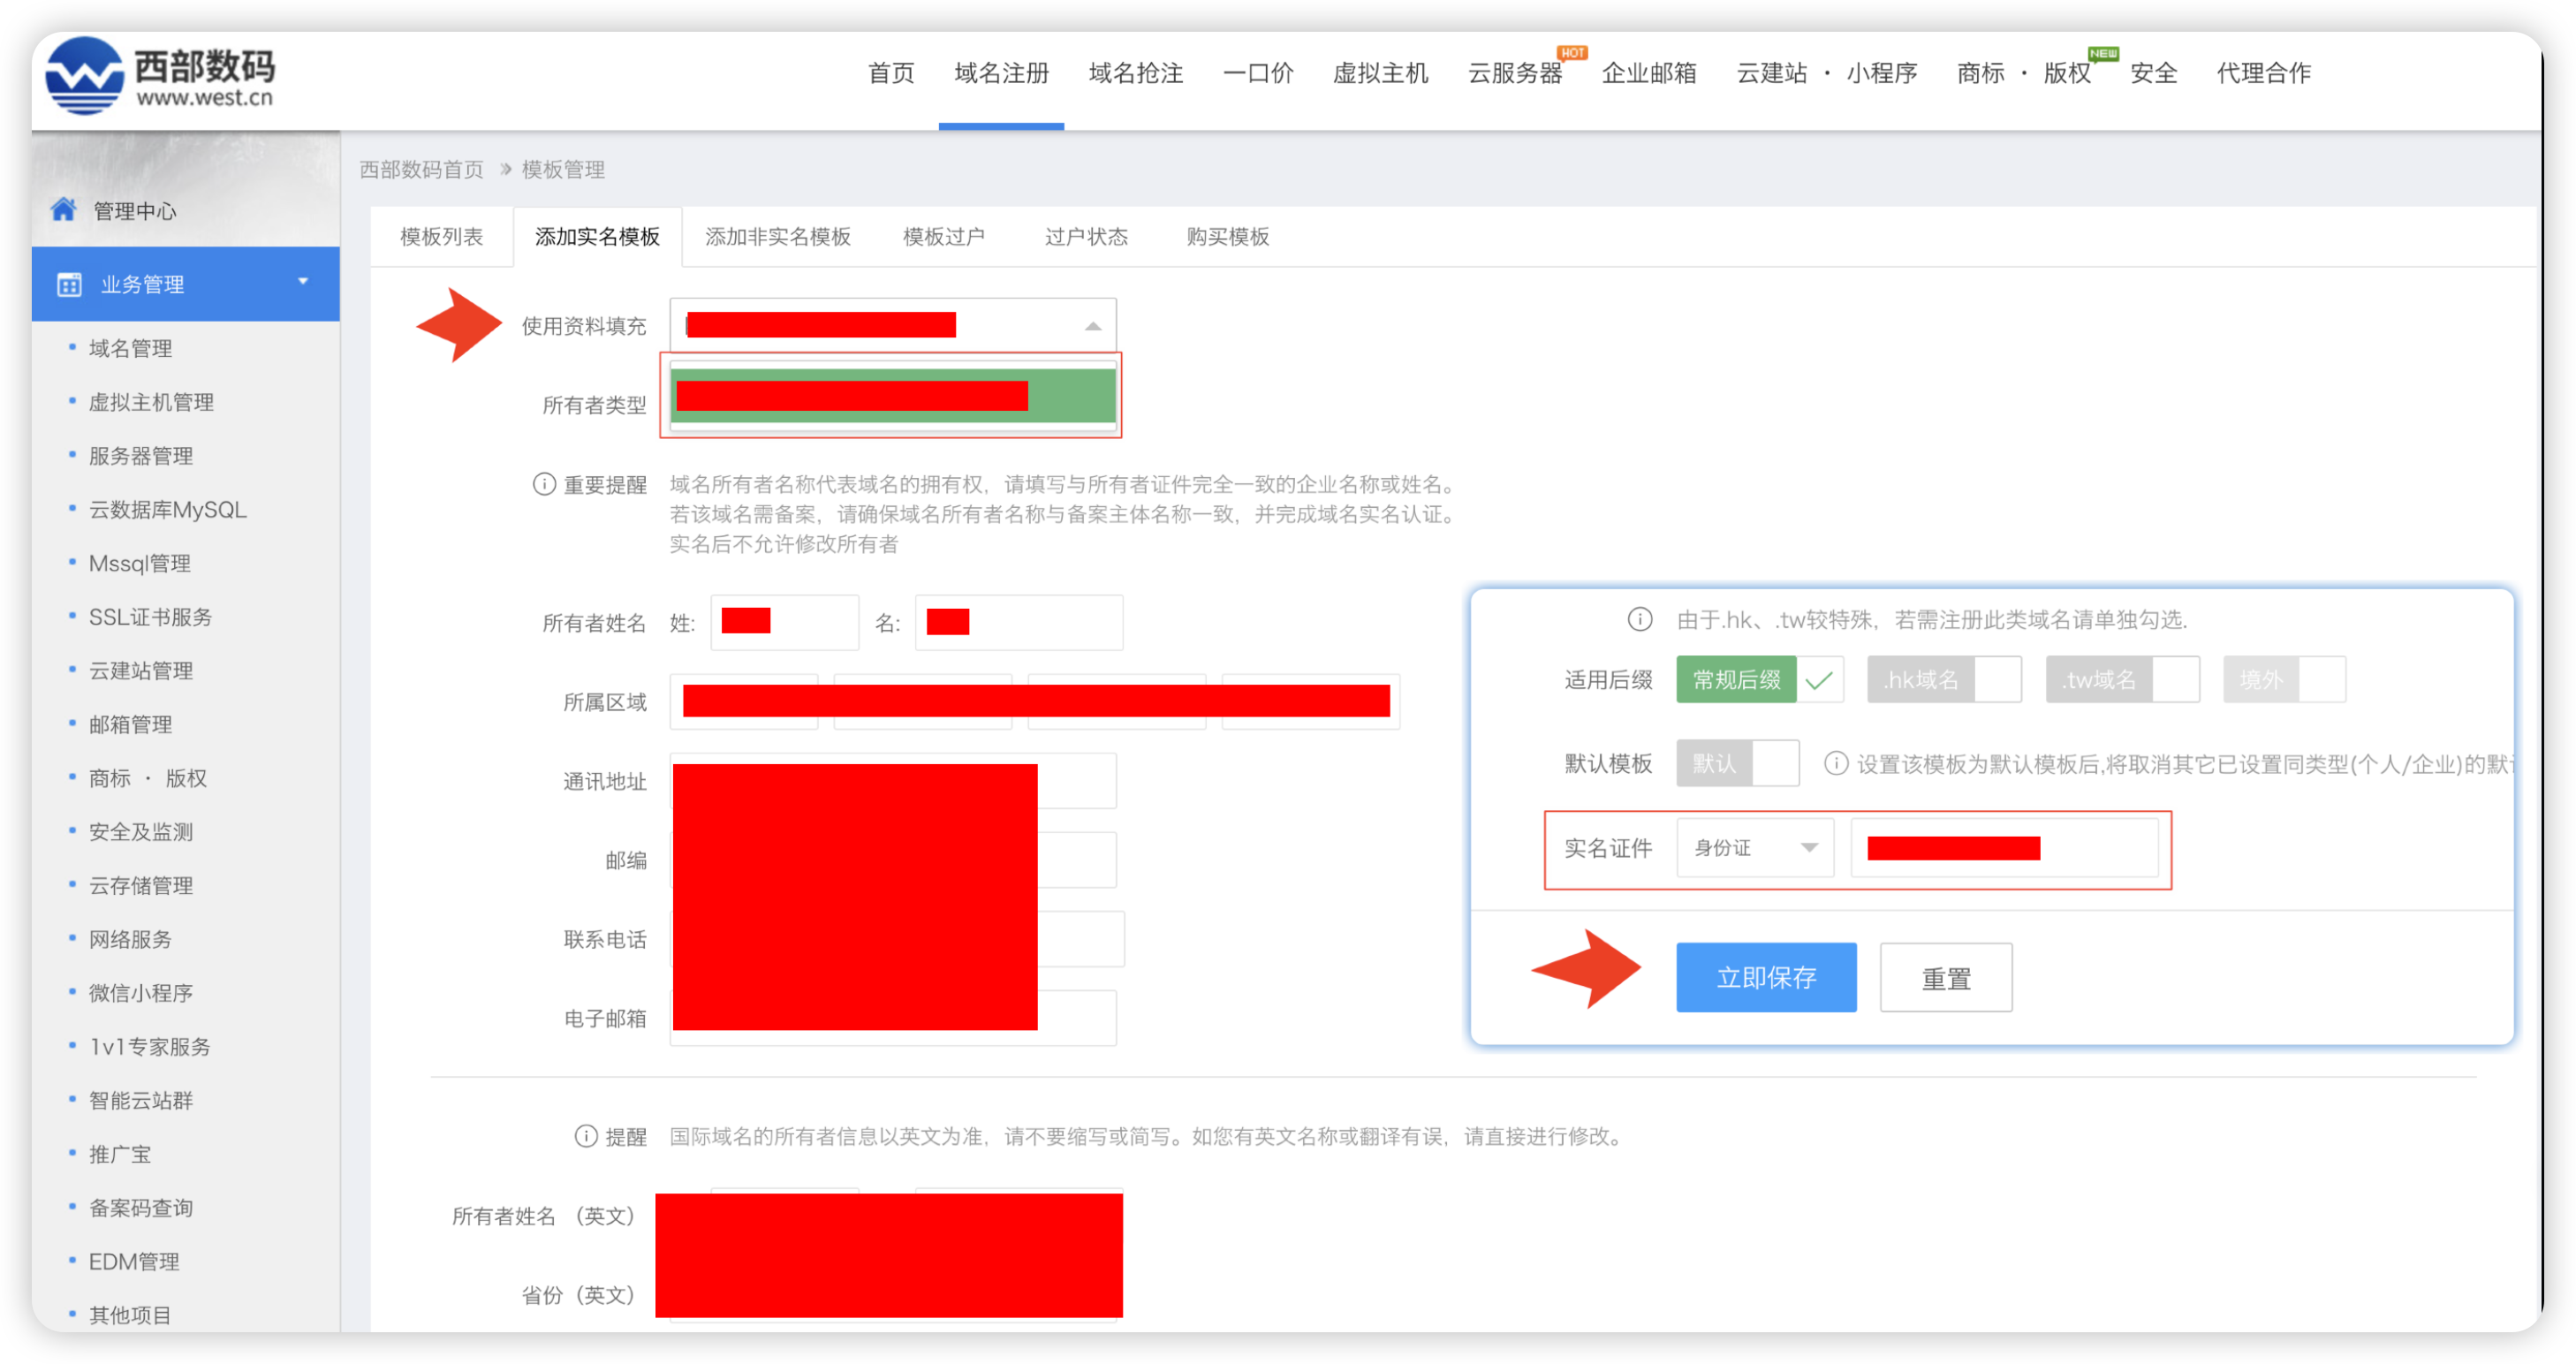 西部数码
www.west.cn
首页 域名注册 域名抢注 一口价 虚拟主机 云服务器 HOT 企业邮箱 云建站 · 小程序 商标 · 版权 NEW 安全 代理合作
西部数码首页 » 模板管理
管理中心
业务管理
域名管理
虚拟主机管理
服务器管理
云数据库MySQL
Mssql管理
SSL证书服务
云建站管理
邮箱管理
商标 · 版权
安全及监测
云存储管理
网络服务
微信小程序
1v1专家服务
智能云站群
推广宝
备案码查询
EDM管理
其他项目
模板列表 添加实名模板 添加非实名模板 模板过户 过户状态 购买模板
使用资料填充
所有者类型
重要提醒 域名所有者名称代表域名的拥有权，请填写与所有者证件完全一致的企业名称或姓名。
若该域名需备案，请确保域名所有者名称与备案主体名称一致，并完成域名实名认证。
实名后不允许修改所有者
所有者姓名 姓: 名:
所属区域
通讯地址
邮编
联系电话
电子邮箱
提醒 国际域名的所有者信息以英文为准，请不要缩写或简写。如您有英文名称或翻译有误，请直接进行修改。
所有者姓名 （英文）
省份（英文）
由于.hk、.tw较特殊，若需注册此类域名请单独勾选.
适用后缀 常规后缀 .hk域名 .tw域名 境外
默认模板 默认 设置该模板为默认模板后,将取消其它已设置同类型(个人/企业)的默
实名证件 身份证
立即保存 重置